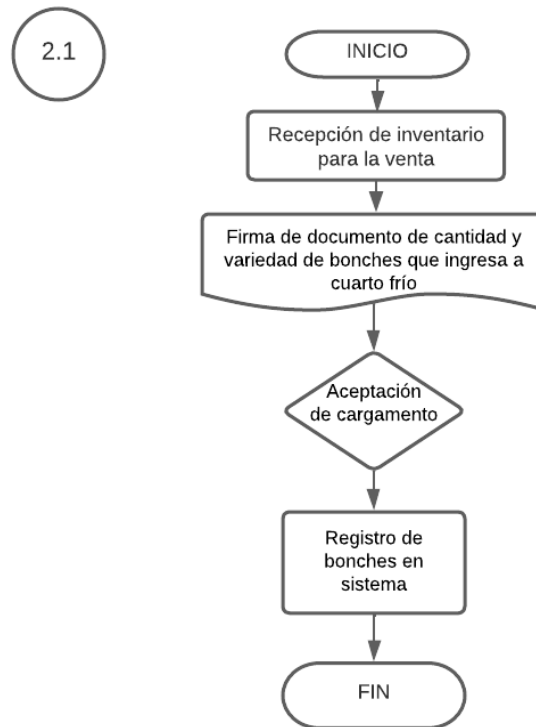 2.1
INICIO
Recepción de inventario
para la venta
Firma de documento de cantidad y
variedad de bonches que ingresa a
cuarto frío
Aceptación
de cargamento
Registro de
bonches en
sistema
FIN